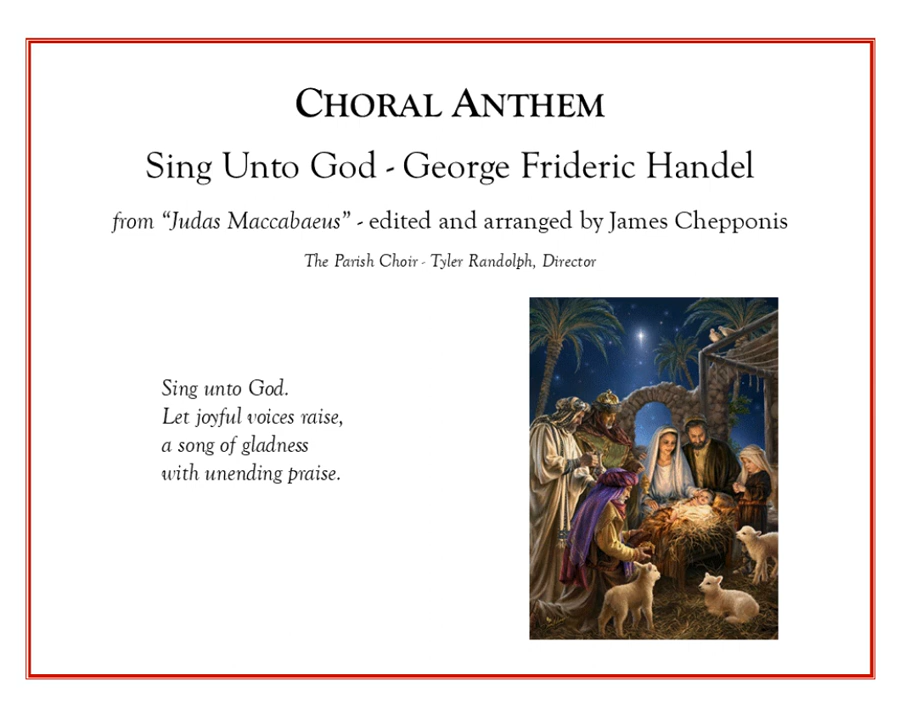 CHORAL ANTHEM
Sing Unto God - George Frideric Handel
from “Judas Maccabaeus” - edited and arranged by James Chepponis
The Parish Choir - Tyler Randolph, Director
Sing unto God.
Let joyful voices raise,
a song of gladness
with unending praise.